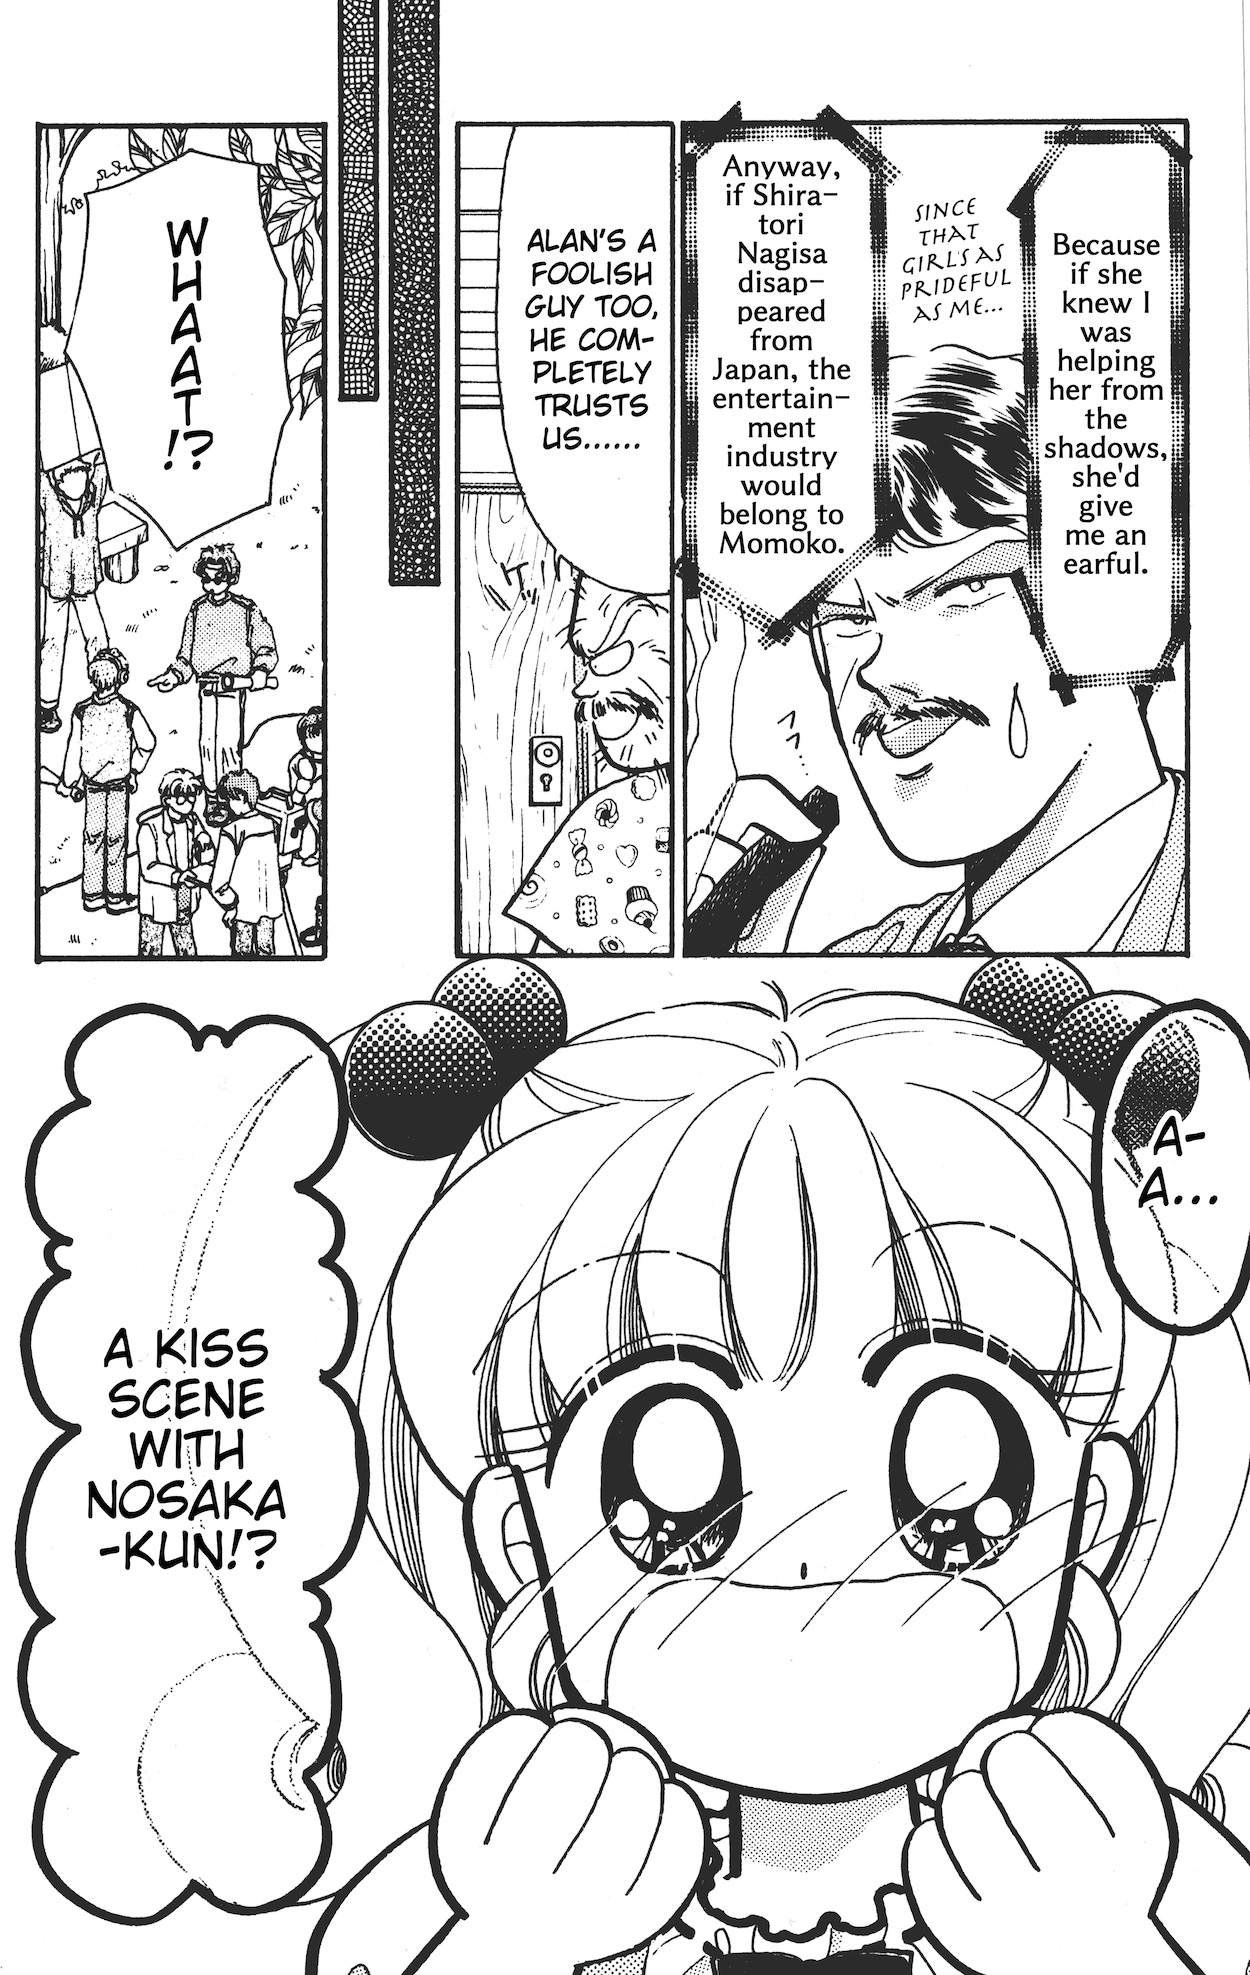 Because
if she
knew I
was
helping
her from
the
shadows,
she'd
give
me an
earful.
SINCE
THAT
GIRL'S AS
PRIDEFUL
AS ME...
Anyway,
if Shira-
tori
Nagisa
disap-
peared
from
Japan, the
entertain-
ment
industry
would
belong to
Momoko.
ALAN'S A
FOOLISH
GUY TOO,
HE COM-
PLETELY
TRUSTS
US......
W
H
A
A
T
!?
A-
A...
A KISS
SCENE
WITH
NOSAKA
-KUN!?